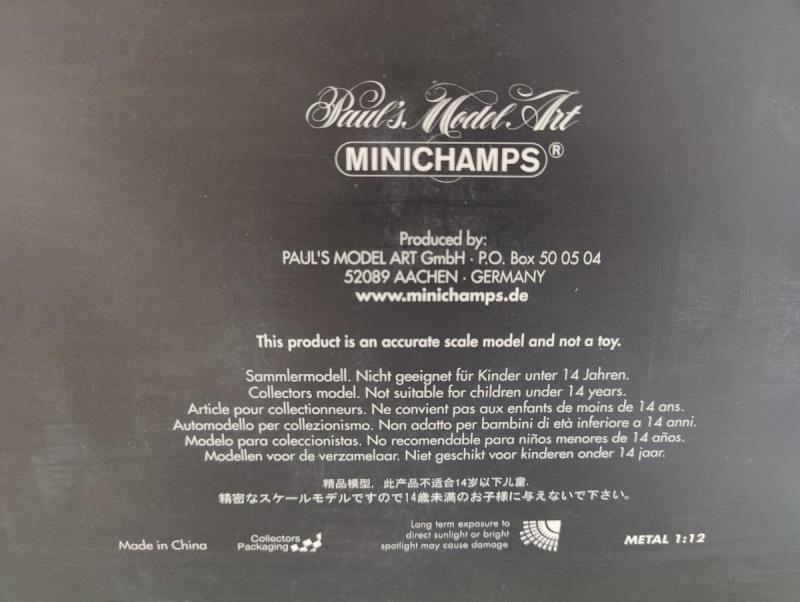 Paul's Model Art
MINICHAMPS®
Produced by:
PAUL'S MODEL ART GmbH · P.O. Box 50 05 04
52089 AACHEN · GERMANY
www.minichamps.de
This product is an accurate scale model and not a toy.
Sammlermodell. Nicht geeignet für Kinder unter 14 Jahren.
Collectors model. Not suitable for children under 14 years.
Article pour collectionneurs. Ne convient pas aux enfants de moins de 14 ans.
Automodello per collezionismo. Non adatto per bambini di età inferiore a 14 anni.
Modelo para coleccionistas. No recomendable para niños menores de 14 años.
Modellen voor de verzamelaar. Niet geschikt voor kinderen onder 14 jaar.
精品模型，此产品不适合14岁以下儿童.
精密なスケールモデルですので14歳未満のお子様に与えないで下さい。
Made in China
Collectors
Packaging
Long term exposure to
direct sunlight or bright
spotlight may cause damage
METAL 1:12